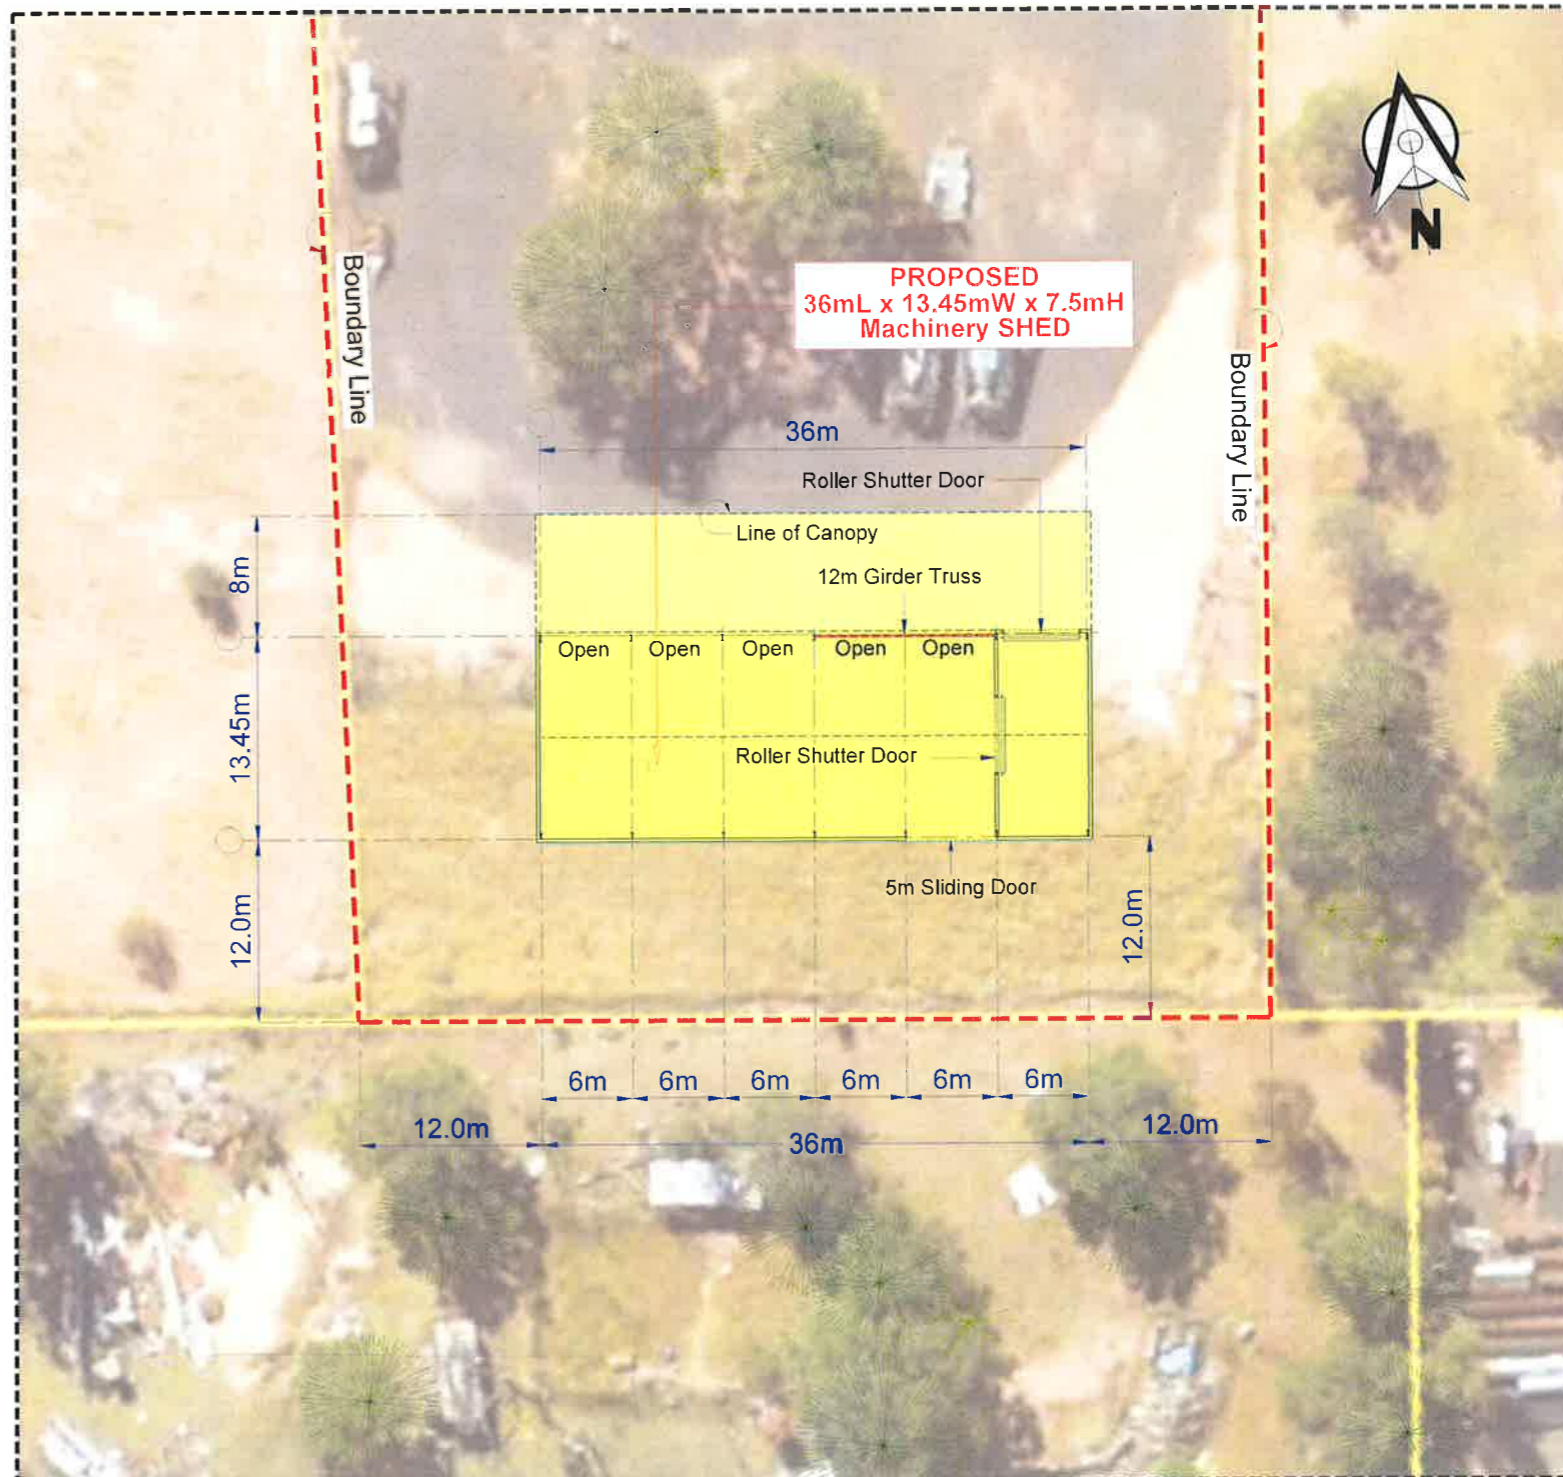 N
PROPOSED
36mL x 13.45mW x 7.5mH
Machinery SHED
Boundary Line
Boundary Line
36m
Roller Shutter Door
Line of Canopy
8m
12m Girder Truss
Open
Open
Open
Open
Open
13.45m
Roller Shutter Door
5m Sliding Door
12.0m
12.0m
6m
6m
6m
6m
6m
6m
12.0m
36m
12.0m